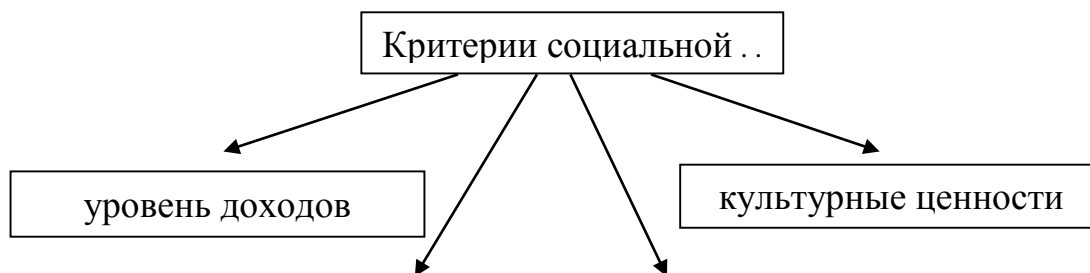 Критерии социальной . .
уровень доходов
культурные ценности